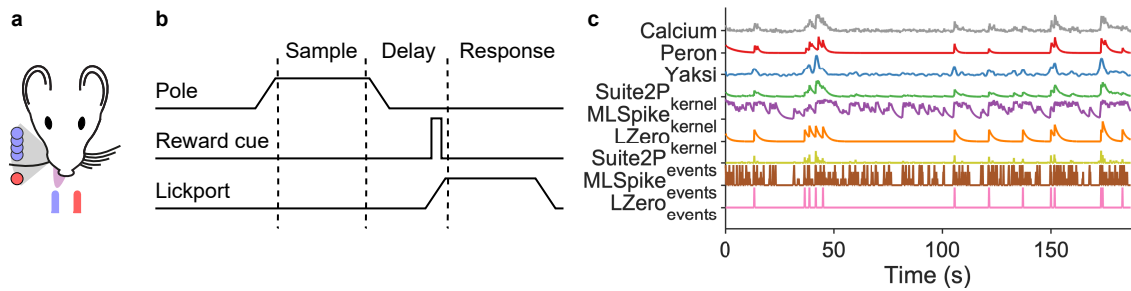 a
b
Sample Delay Response
Pole
Reward cue
Lickport
c
Calcium
Peron
Yaksi
Suite2P kernel
MLSpike kernel
LZero kernel
Suite2P events
MLSpike events
LZero events
0 50 100 150
Time (s)